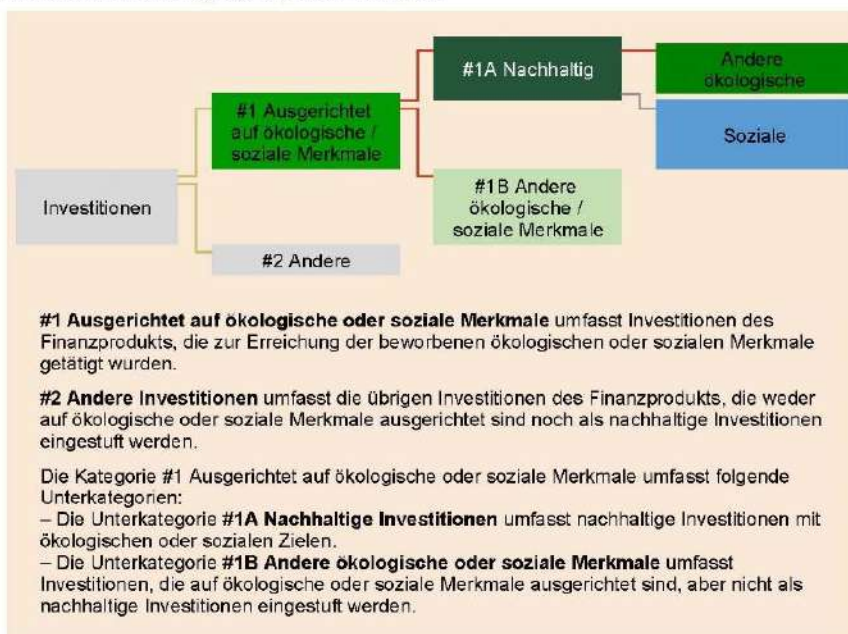 #1A Nachhaltig
Andere
ökologische
#1 Ausgerichtet
auf ökologische /
soziale Merkmale
Soziale
Investitionen
#1B Andere
ökologische /
soziale Merkmale
#2 Andere
#1 Ausgerichtet auf ökologische oder soziale Merkmale umfasst Investitionen des
Finanzprodukts, die zur Erreichung der beworbenen ökologischen oder sozialen Merkmale
getätigt wurden.
#2 Andere Investitionen umfasst die übrigen Investitionen des Finanzprodukts, die weder
auf ökologische oder soziale Merkmale ausgerichtet sind noch als nachhaltige Investitionen
eingestuft werden.
Die Kategorie #1 Ausgerichtet auf ökologische oder soziale Merkmale umfasst folgende
Unterkategorien:
– Die Unterkategorie #1A Nachhaltige Investitionen umfasst nachhaltige Investitionen mit
ökologischen oder sozialen Zielen.
– Die Unterkategorie #1B Andere ökologische oder soziale Merkmale umfasst
Investitionen, die auf ökologische oder soziale Merkmale ausgerichtet sind, aber nicht als
nachhaltige Investitionen eingestuft werden.